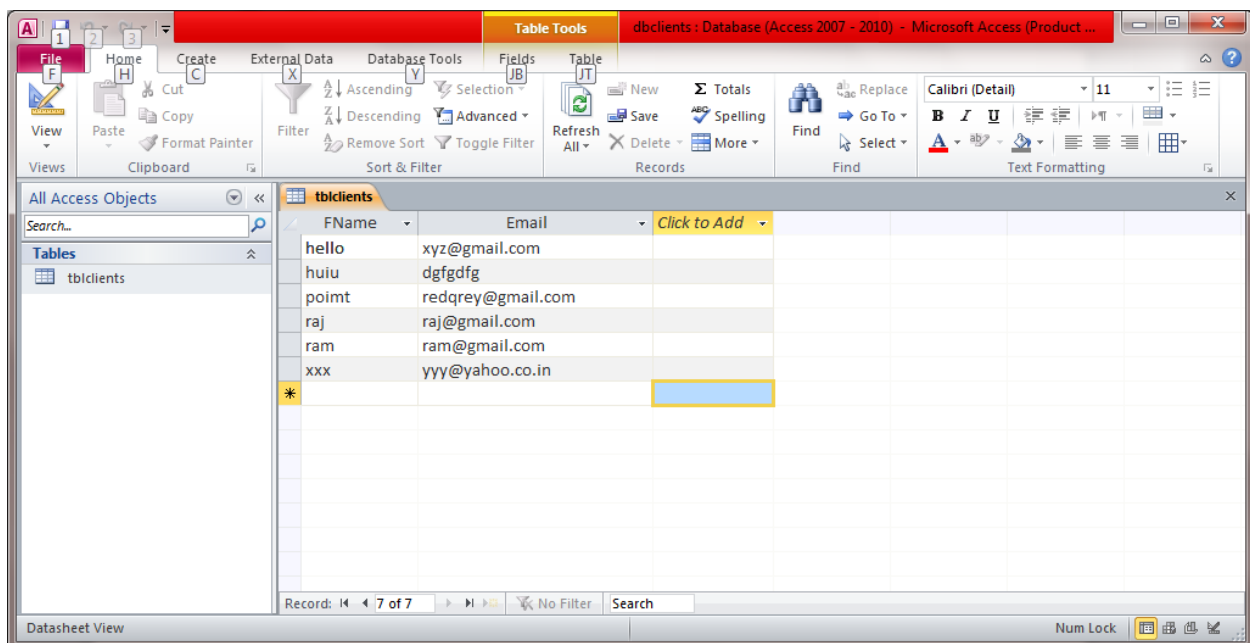 A 1 2 3 Table Tools dbclients : Database (Access 2007 - 2010) - Microsoft Access (Product ...
File Home Create External Data Database Tools Fields Table
F H C X Y JB JT
View
Views
Paste
Cut
Copy
Format Painter
Clipboard
Filter
Ascending
Descending
Remove Sort
Selection
Advanced
Toggle Filter
Sort & Filter
Refresh
All
New
Save
Delete
Σ Totals
ABC Spelling
More
Records
Find
Replace
Go To
Select
Find
Calibri (Detail) 11
B I U
A
Text Formatting
All Access Objects «
Search...
Tables
tblclients
tblclients
FName Email Click to Add
hello xyz@gmail.com
huiu dgfgdfg
poimt redqrey@gmail.com
raj raj@gmail.com
ram ram@gmail.com
xxx yyy@yahoo.co.in
Record: 7 of 7 No Filter Search
Datasheet View Num Lock